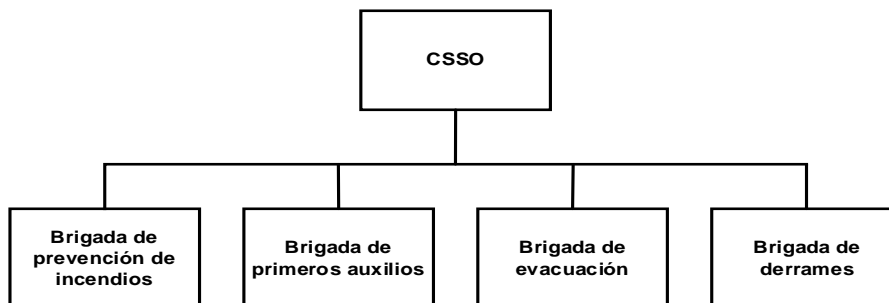 CSSO
Brigada de
prevención de
incendios
Brigada de
primeros auxilios
Brigada de
evacuación
Brigada de
derrames